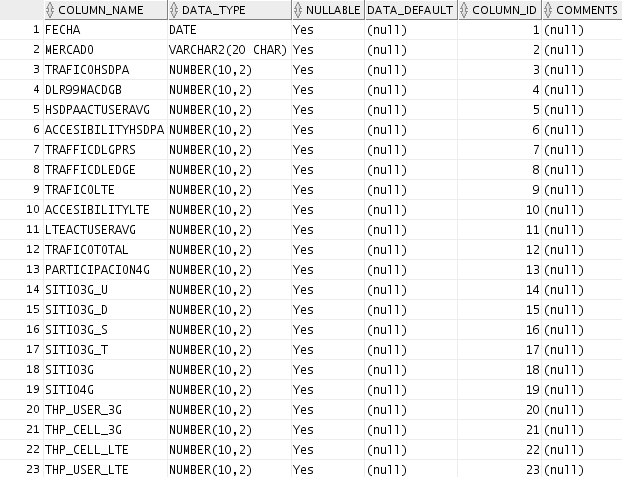 COLUMN_NAME DATA_TYPE NULLABLE DATA_DEFAULT COLUMN_ID COMMENTS
1 FECHA DATE Yes (null) 1 (null)
2 MERCADO VARCHAR2(20 CHAR) Yes (null) 2 (null)
3 TRAFICOHSDPA NUMBER(10,2) Yes (null) 3 (null)
4 DLR99MACDGB NUMBER(10,2) Yes (null) 4 (null)
5 HSDPAACTUSERAVG NUMBER(10,2) Yes (null) 5 (null)
6 ACCESIBILITYHSDPA NUMBER(10,2) Yes (null) 6 (null)
7 TRAFFICDLGPRS NUMBER(10,2) Yes (null) 7 (null)
8 TRAFFICDLEDGE NUMBER(10,2) Yes (null) 8 (null)
9 TRAFICOLTE NUMBER(10,2) Yes (null) 9 (null)
10 ACCESIBILITYLTE NUMBER(10,2) Yes (null) 10 (null)
11 LTEACTUSERAVG NUMBER(10,2) Yes (null) 11 (null)
12 TRAFICOTOTAL NUMBER(10,2) Yes (null) 12 (null)
13 PARTICIPACION4G NUMBER(10,2) Yes (null) 13 (null)
14 SITIO3G_U NUMBER(10,2) Yes (null) 14 (null)
15 SITIO3G_D NUMBER(10,2) Yes (null) 15 (null)
16 SITIO3G_S NUMBER(10,2) Yes (null) 16 (null)
17 SITIO3G_T NUMBER(10,2) Yes (null) 17 (null)
18 SITIO3G NUMBER(10,2) Yes (null) 18 (null)
19 SITIO4G NUMBER(10,2) Yes (null) 19 (null)
20 THP_USER_3G NUMBER(10,2) Yes (null) 20 (null)
21 THP_CELL_3G NUMBER(10,2) Yes (null) 21 (null)
22 THP_CELL_LTE NUMBER(10,2) Yes (null) 22 (null)
23 THP_USER_LTE NUMBER(10,2) Yes (null) 23 (null)